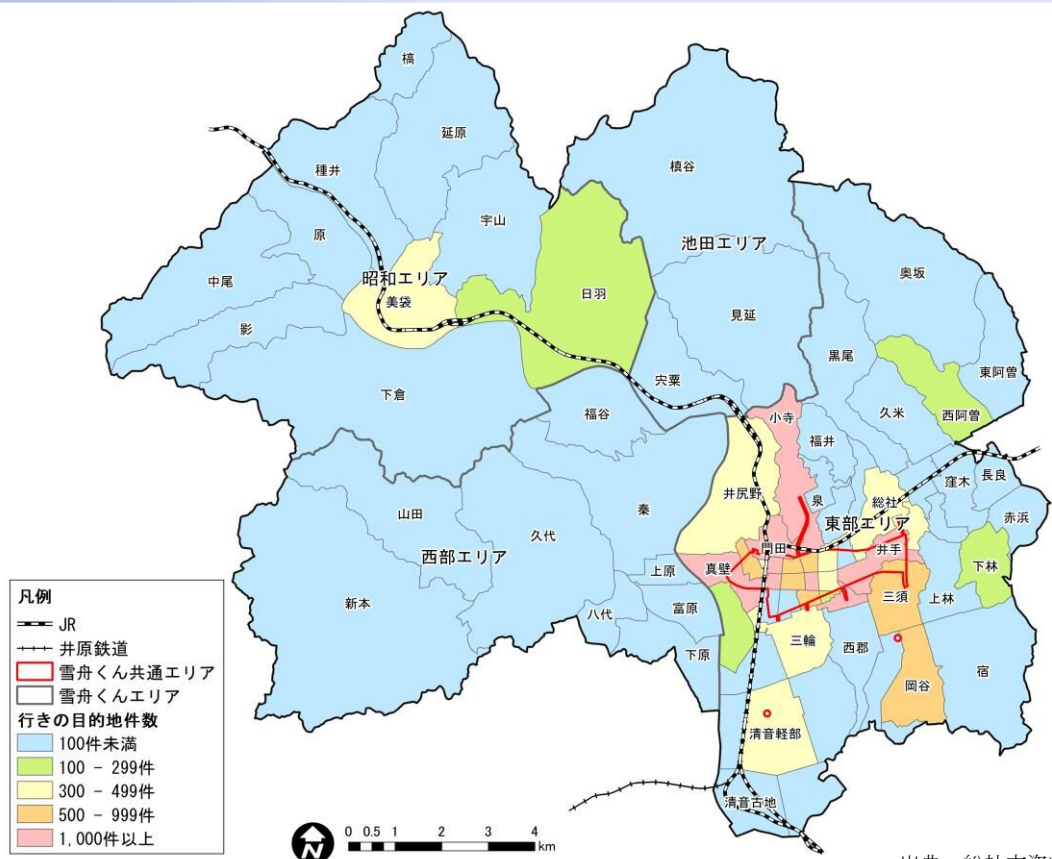 槁
延原
種井
槙谷
宇山
原
池田エリア
奥坂
昭和エリア
中尾
日羽
美袋
見延
影
黒尾
東阿曽
宍粟
下倉
小寺
久米
西阿曽
福谷
福井
窪木
長良
井尻野
総社
泉
赤浜
秦
山田
久代
東部エリア
西部エリア
門田
井手
上原
真壁
下林
三須
上林
新本
八代
富原
三輪
西郡
下原
岡谷
宿
清音軽部
清音古地
凡例
JR
井原鉄道
雪舟くん共通エリア
雪舟くんエリア
行きの目的地件数
100件未満
100 - 299件
300 - 499件
500 - 999件
1,000件以上
N
0 0.5 1 2 3 4
km